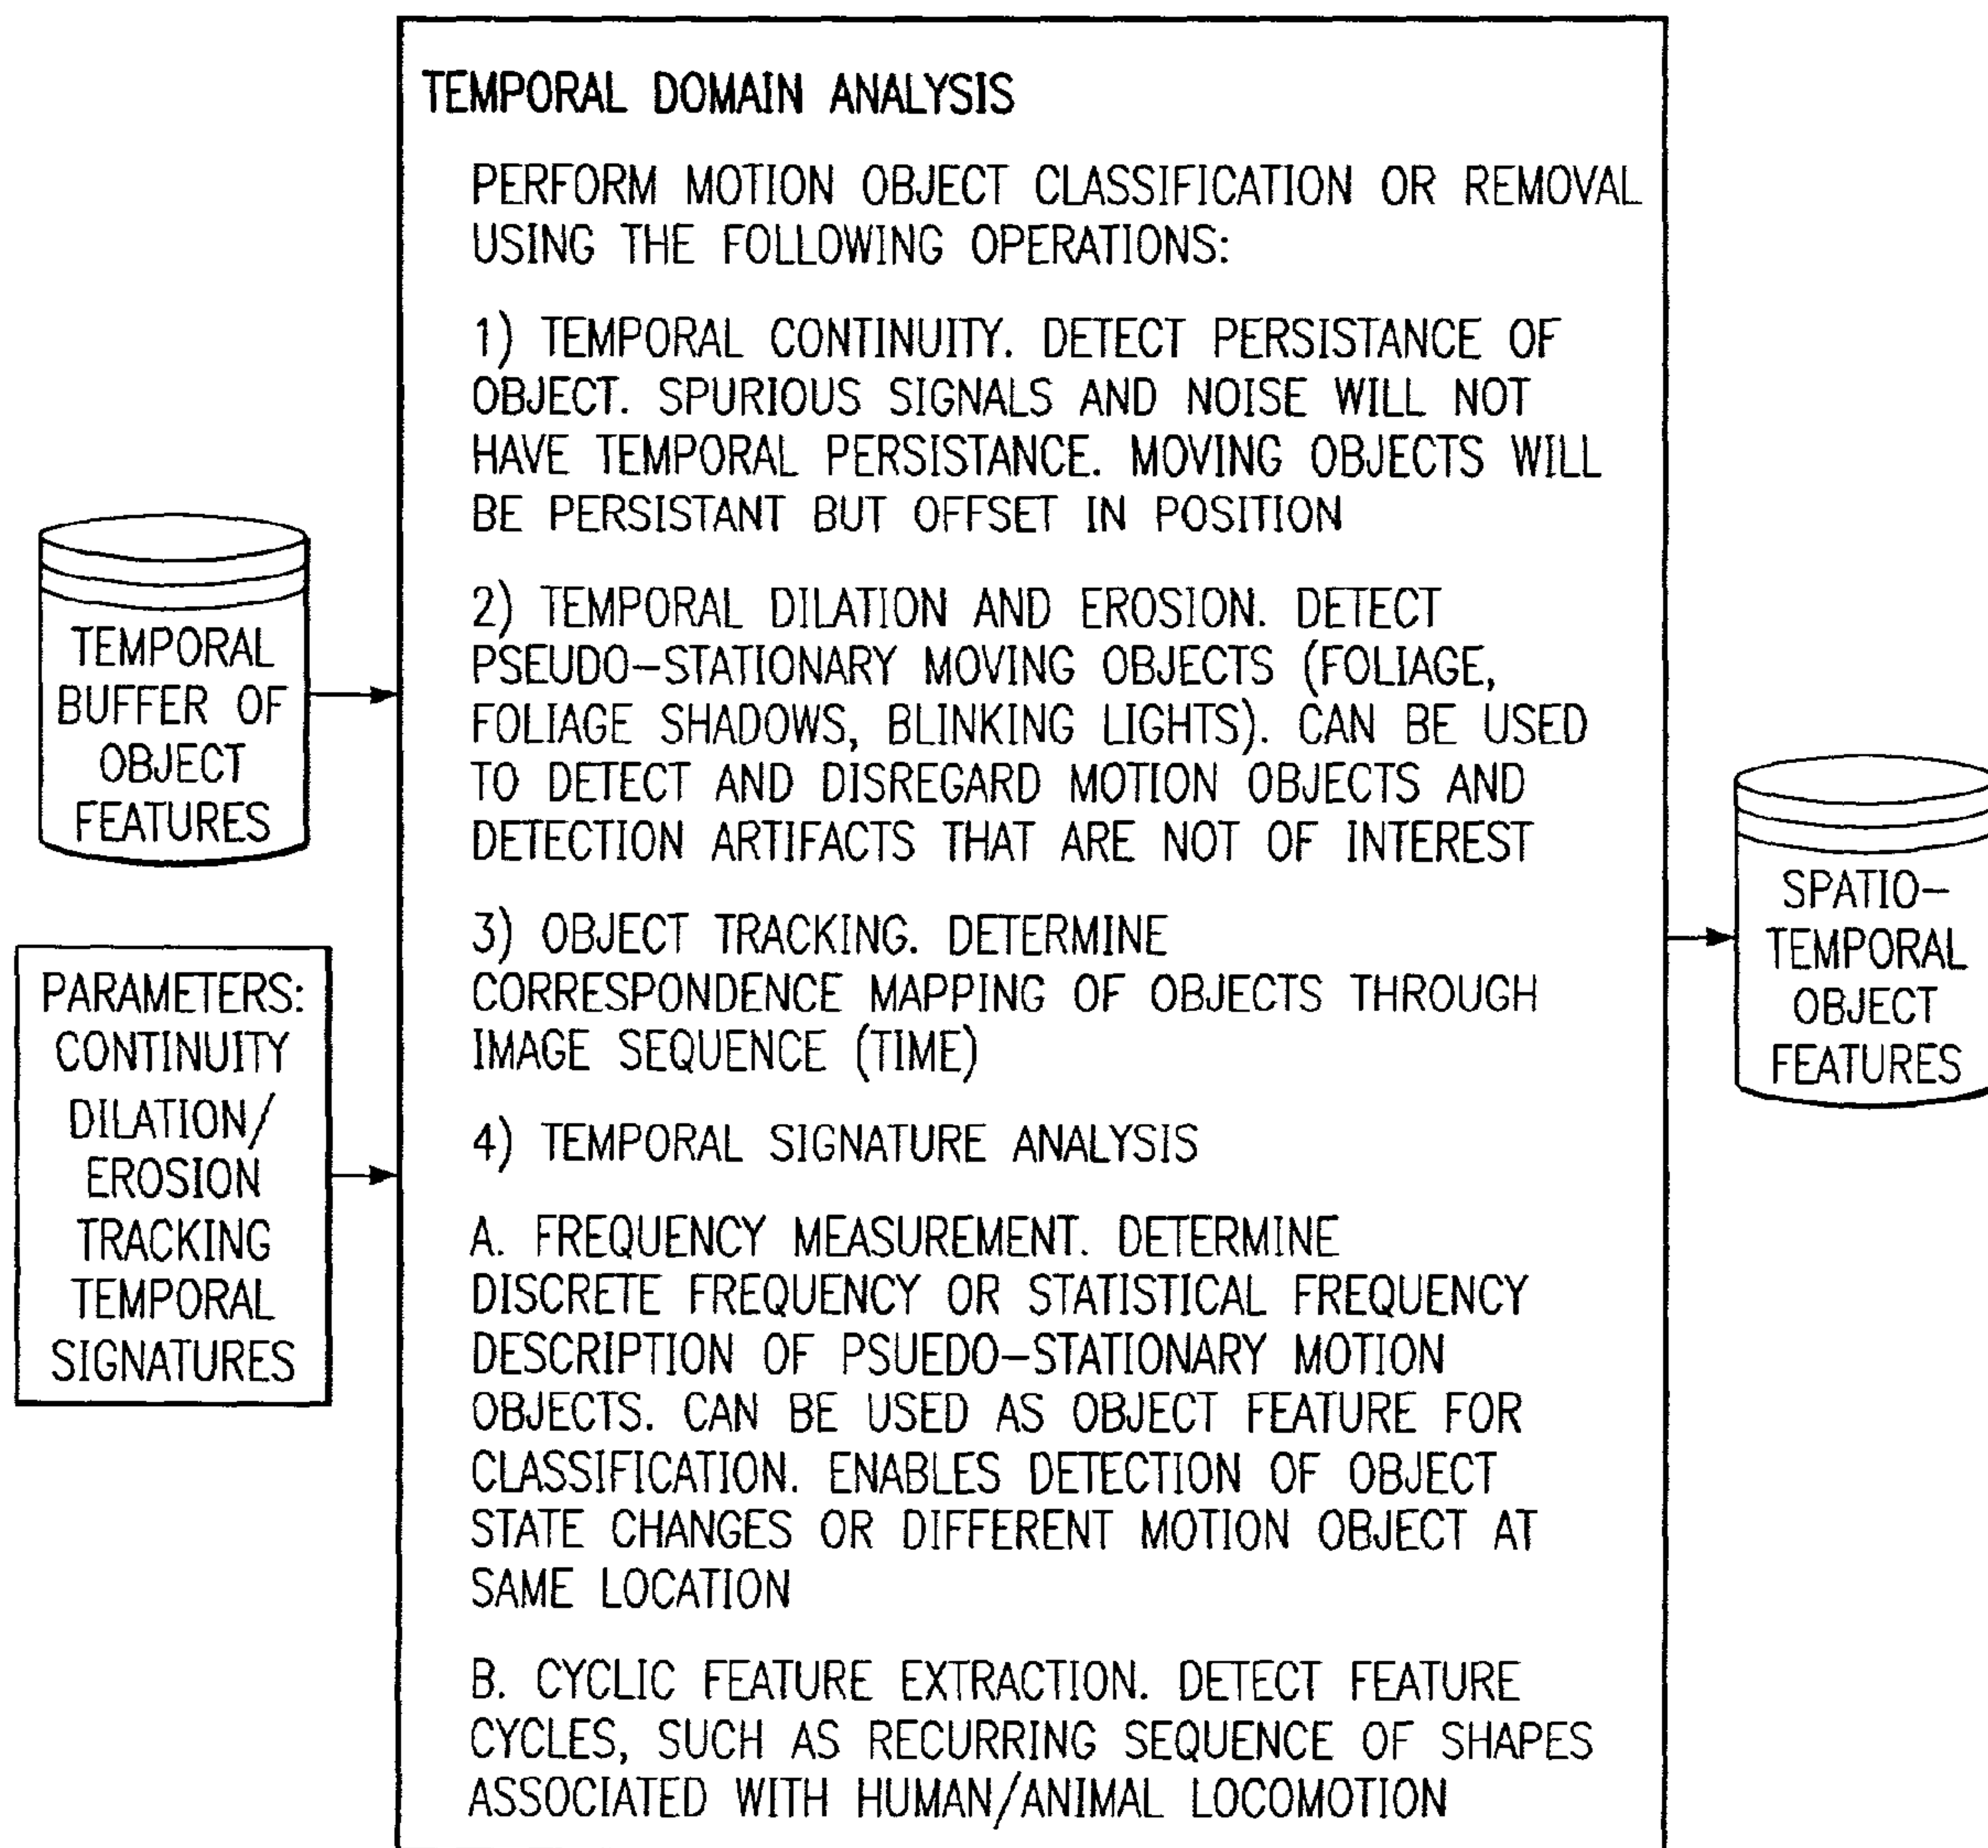 TEMPORAL DOMAIN ANALYSIS
PERFORM MOTION OBJECT CLASSIFICATION OR REMOVAL
USING THE FOLLOWING OPERATIONS:
1) TEMPORAL CONTINUITY. DETECT PERSISTANCE OF
OBJECT. SPURIOUS SIGNALS AND NOISE WILL NOT
HAVE TEMPORAL PERSISTANCE. MOVING OBJECTS WILL
BE PERSISTANT BUT OFFSET IN POSITION
2) TEMPORAL DILATION AND EROSION. DETECT
PSEUDO-STATIONARY MOVING OBJECTS (FOLIAGE,
FOLIAGE SHADOWS, BLINKING LIGHTS). CAN BE USED
TO DETECT AND DISREGARD MOTION OBJECTS AND
DETECTION ARTIFACTS THAT ARE NOT OF INTEREST
3) OBJECT TRACKING. DETERMINE
CORRESPONDENCE MAPPING OF OBJECTS THROUGH
IMAGE SEQUENCE (TIME)
4) TEMPORAL SIGNATURE ANALYSIS
A. FREQUENCY MEASUREMENT. DETERMINE
DISCRETE FREQUENCY OR STATISTICAL FREQUENCY
DESCRIPTION OF PSUEDO-STATIONARY MOTION
OBJECTS. CAN BE USED AS OBJECT FEATURE FOR
CLASSIFICATION. ENABLES DETECTION OF OBJECT
STATE CHANGES OR DIFFERENT MOTION OBJECT AT
SAME LOCATION
B. CYCLIC FEATURE EXTRACTION. DETECT FEATURE
CYCLES, SUCH AS RECURRING SEQUENCE OF SHAPES
ASSOCIATED WITH HUMAN/ANIMAL LOCOMOTION
TEMPORAL
BUFFER OF
OBJECT
FEATURES
PARAMETERS:
CONTINUITY
DILATION/
EROSION
TRACKING
TEMPORAL
SIGNATURES
SPATIO-
TEMPORAL
OBJECT
FEATURES